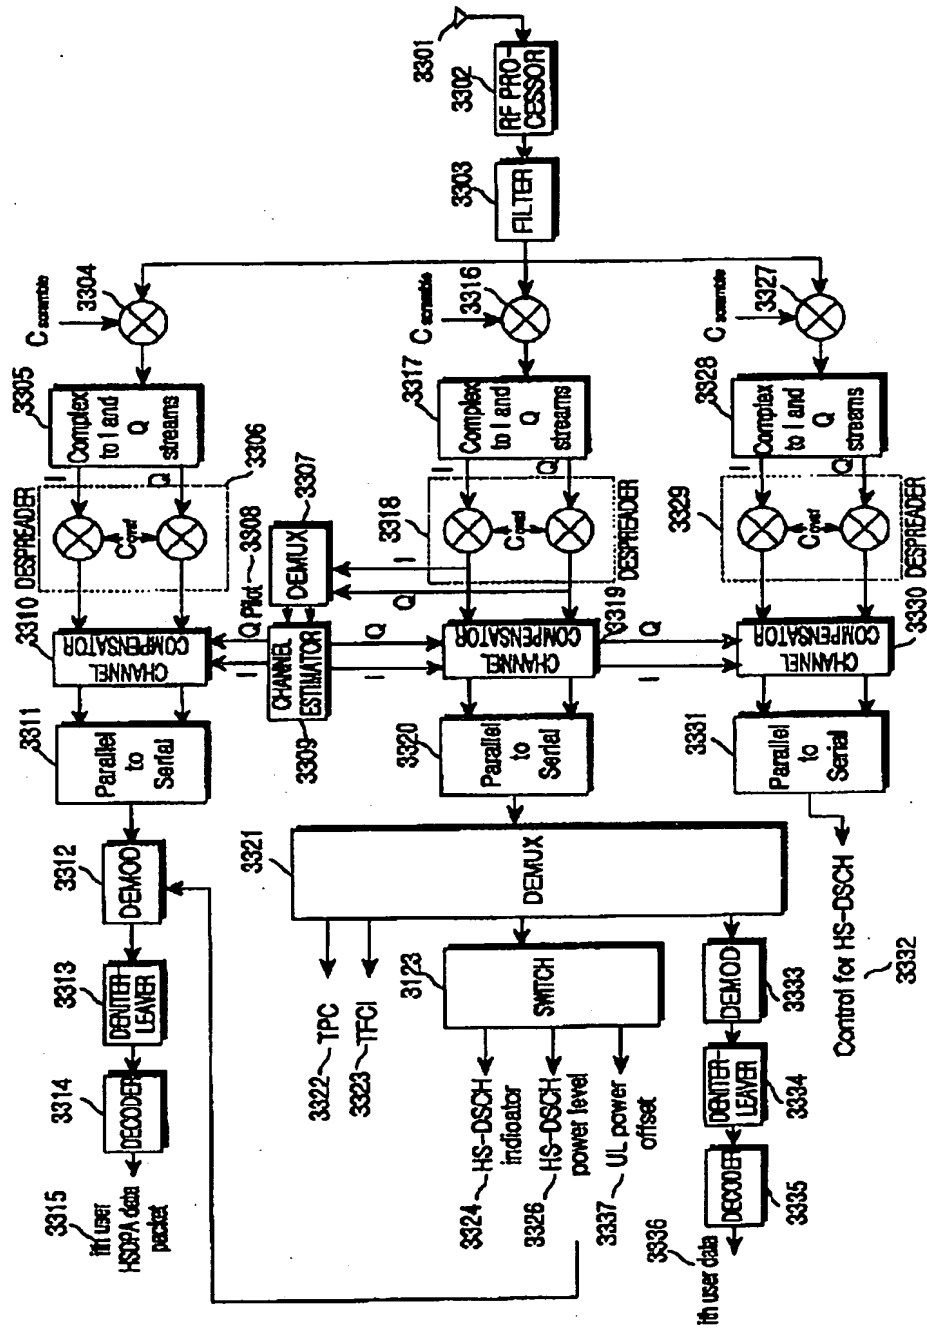 3301
3302
RF PRO-
CESSOR
3303
FILTER
C scramble
3304
3305
Complex
to I and
Q
streams
I
Q
3306
DESPREADER
C ovsf
3310
CHANNEL
COMPENSATOR
3311
Parallel
to
Serial
3312
DEMOD
3313
DENITER
LEAVER
3314
DECODER
3315
ith user
HSDPA data
packet
3307
DEMUX
Pilot
3308
I
Q
CHANNEL
ESTIMATOR
3309
I
Q
I
Q
C scramble
3316
3317
Complex
to I and
Q
streams
I
Q
3318
C ovsf
DESPREADER
3319
CHANNEL
COMPENSATOR
I
Q
3320
Parallel
to
Serial
3321
DEMUX
3322
TPC
3323
TFCI
3123
SWITCH
3324
HS-DSCH
indioator
3326
HS-DSCH
power level
3337
UL power
offset
C scramble
3327
3328
Complex
to I and
Q
streams
I
Q
3329
C ovsf
DESPREADER
3330
CHANNEL
COMPENSATOR
3331
Parallel
to
Serial
Control for HS-DSCH
3332
3333
DEMOD
3334
DENITER-
LEAVER
3335
DECODER
3336
ith user data